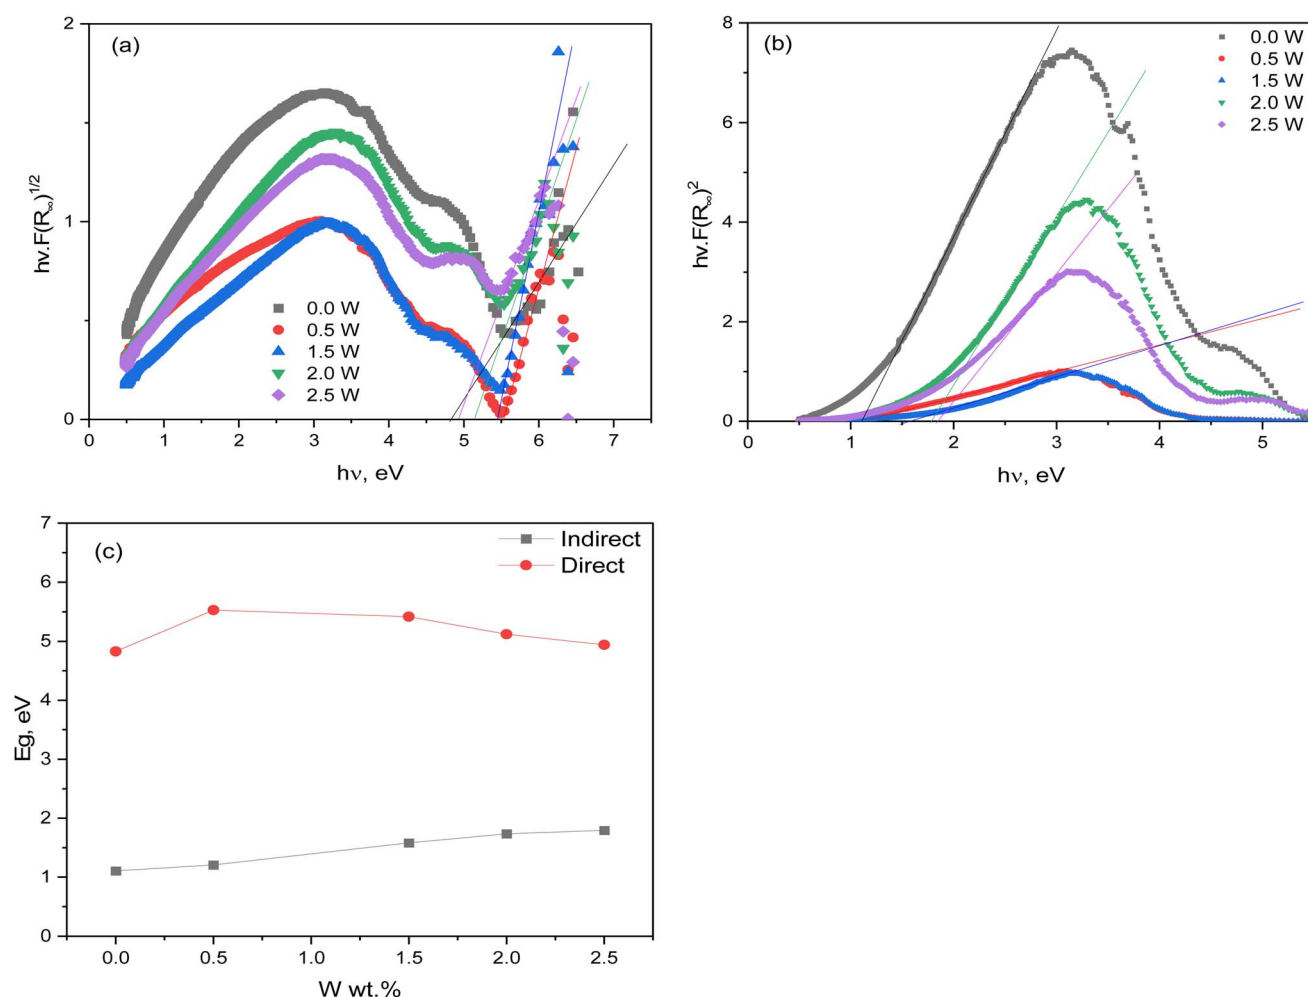 (a)
hν.F(R∞)1/2
2
1
0
0 1 2 3 4 5 6 7
hν, eV
0.0 W
0.5 W
1.5 W
2.0 W
2.5 W
(b)
hν.F(R∞)2
8
6
4
2
0
0 1 2 3 4 5
hν, eV
0.0 W
0.5 W
1.5 W
2.0 W
2.5 W
(c)
Eg, eV
7
6
5
4
3
2
1
0
0.0 0.5 1.0 1.5 2.0 2.5
W wt.%
Indirect
Direct